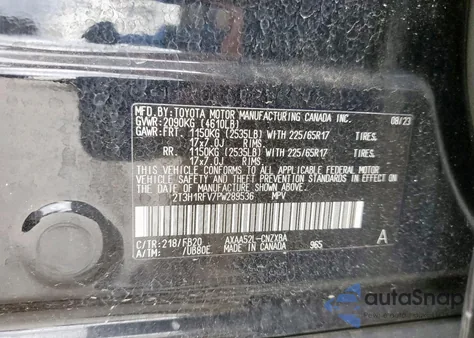 MFD.BY:TOYOTA MOTOR MANUFACTURING CANADA INC. 08/23
GVWR:2090KG (4610LB)
GAWR:FRT. 1150KG (2535LB) WITH 225/65R17 TIRES,
17x7.0J RIMS,
RR. 1150KG (2535LB) WITH 225/65R17 TIRES,
17x7.0J RIMS,
THIS VEHICLE CONFORMS TO ALL APPLICABLE FEDERAL MOTOR
VEHICLE SAFETY AND THEFT PREVENTION STANDARDS IN EFFECT
ON THE DATE OF MANUFACTURE SHOWN ABOVE.
2T3H1RFV7PW289536 MPV
C/TR:218/FB20 AXAA52L-CNZXBA
A/TM: /UB80E MADE IN CANADA 965 A
autoSnap